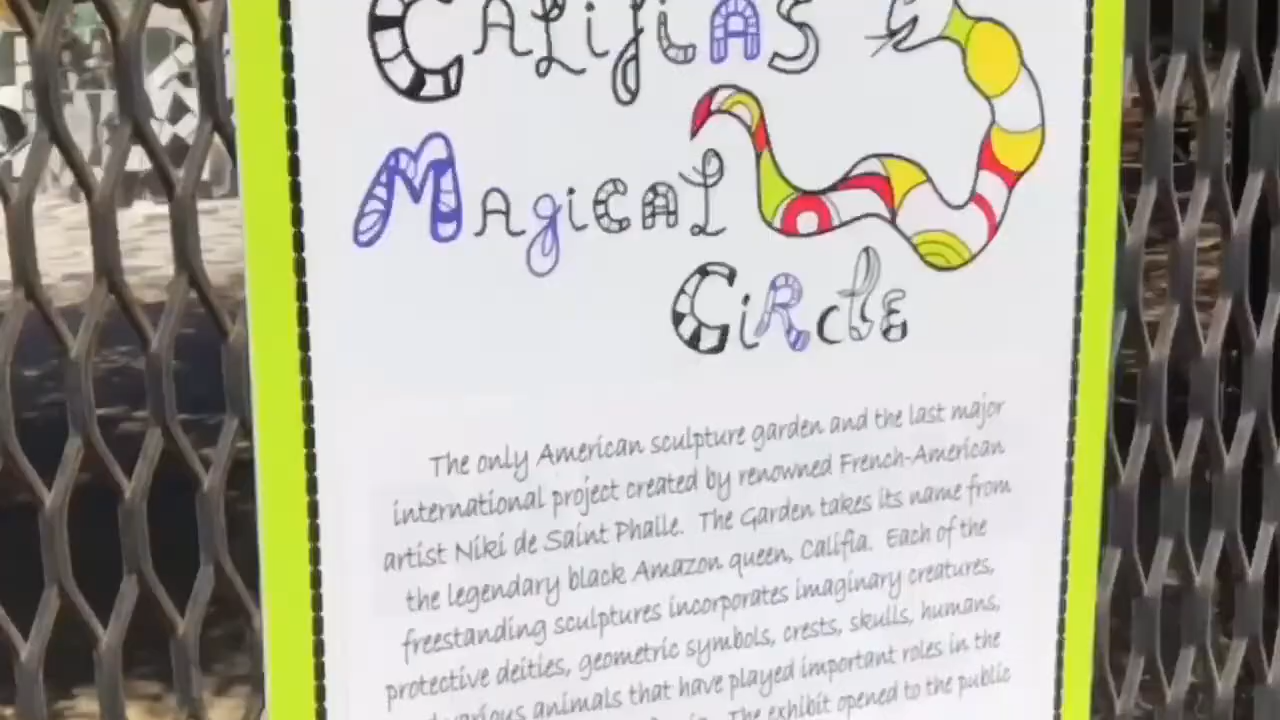 CALifiAS
MAgicAL
CiRcLE
The only American sculpture garden and the last major
international project created by renowned French-American
artist Niki de Saint Phalle. The Garden takes its name from
the legendary black Amazon queen, Califia. Each of the
freestanding sculptures incorporates imaginary creatures,
protective deities, geometric symbols, crests, skulls, humans,
various animals that have played important roles in the
The exhibit opened to the public